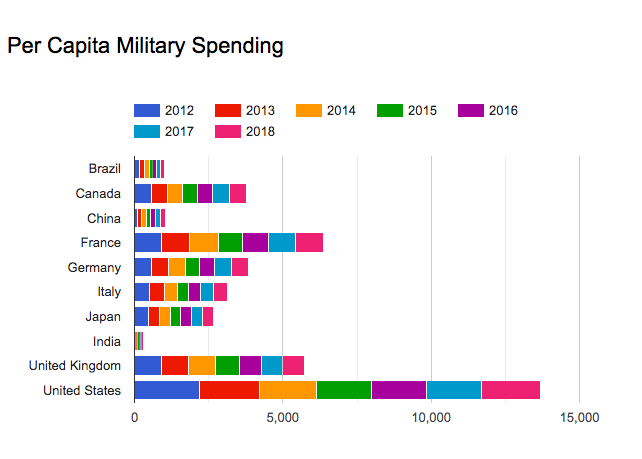 Per Capita Military Spending
2012 2013 2014 2015 2016
2017 2018
Brazil
Canada
China
France
Germany
Italy
Japan
India
United Kingdom
United States
0 5,000 10,000 15,000